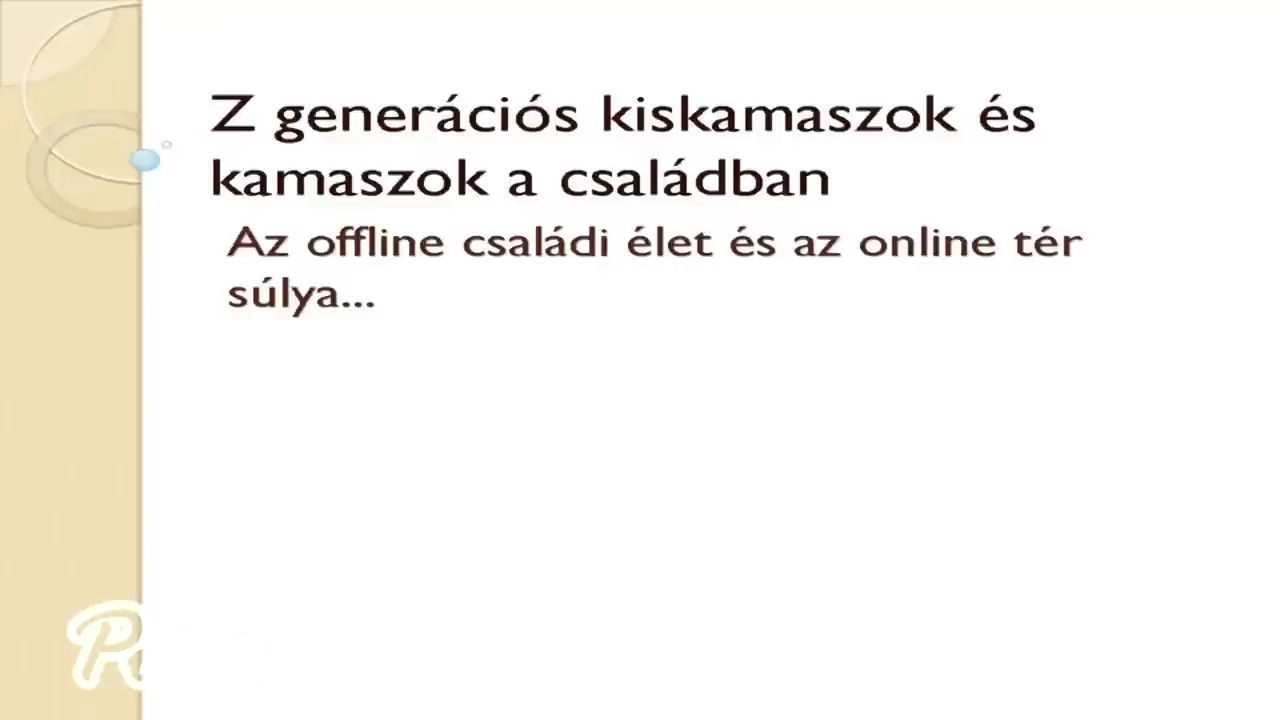 Z generációs kiskamaszok és
kamaszok a családban
Az offline családi élet és az online tér
súlya...